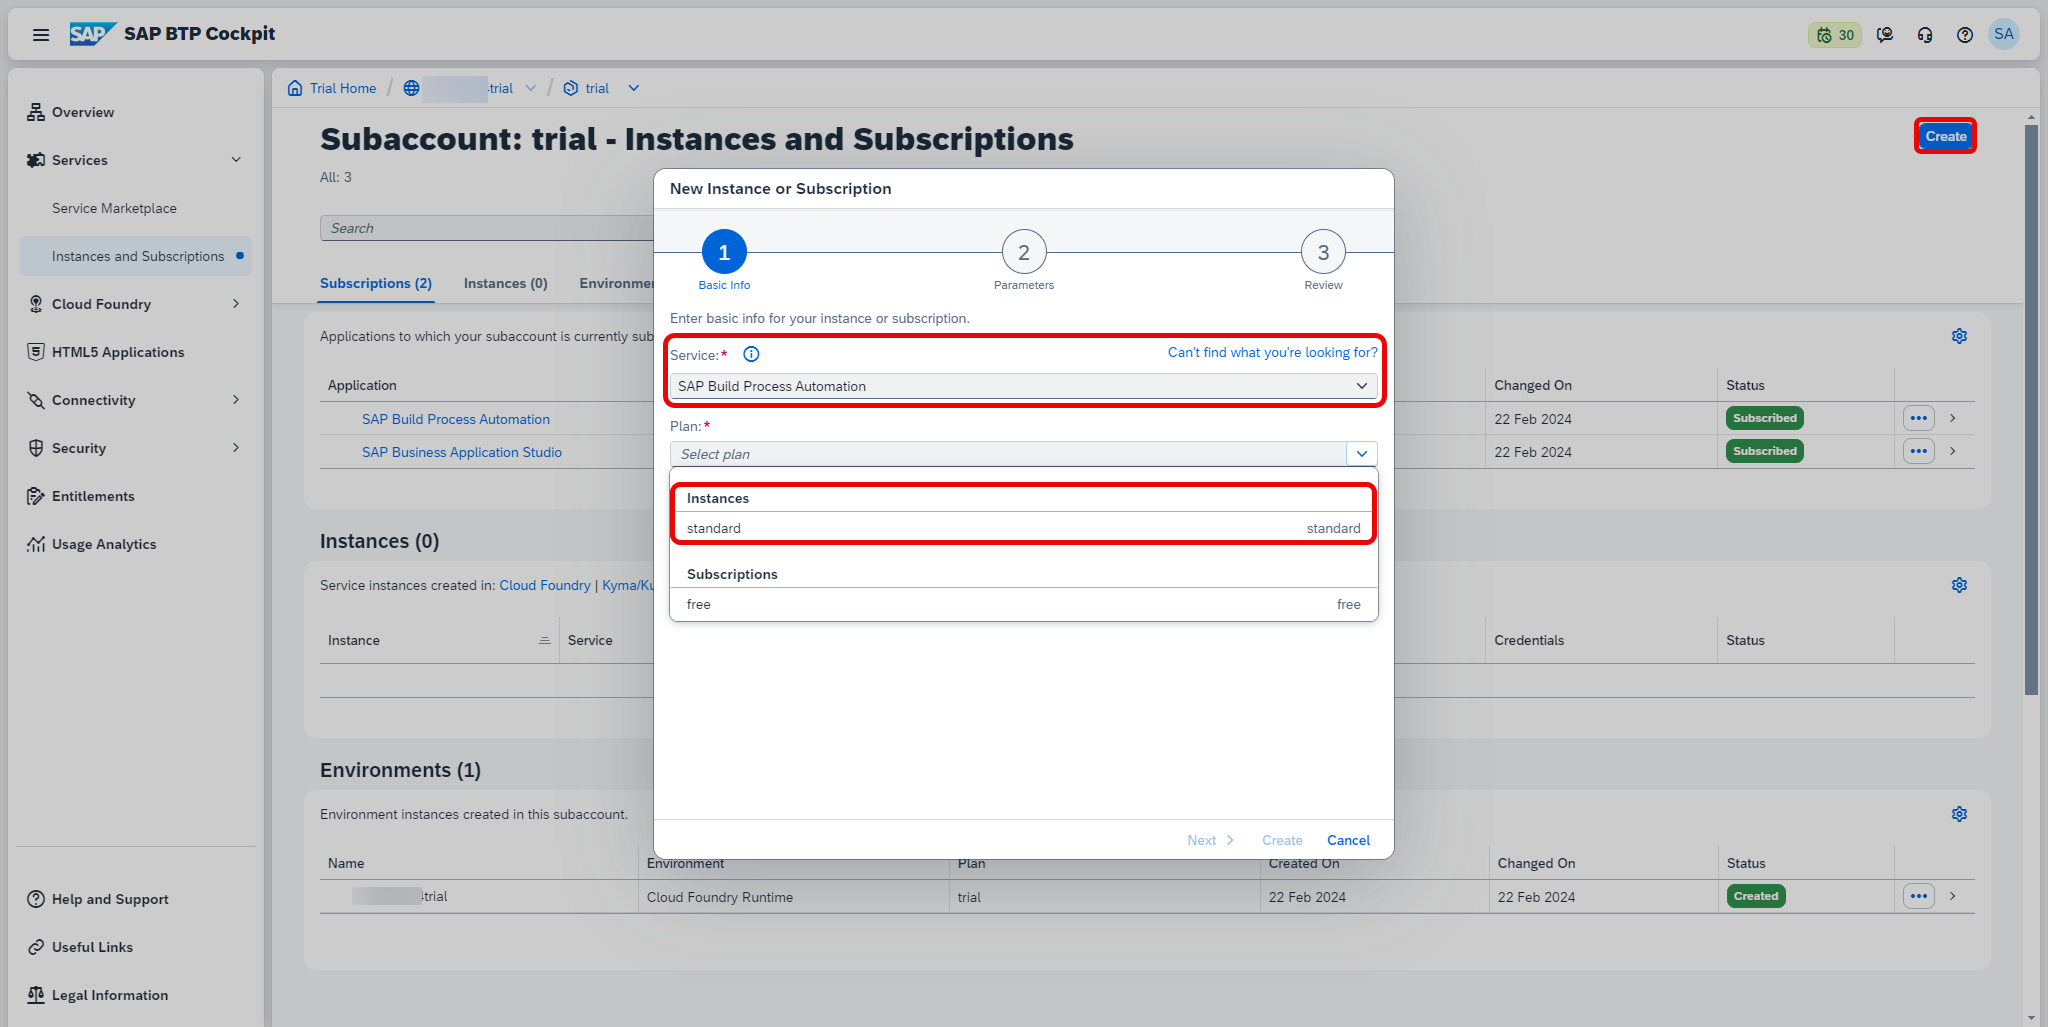 SAP SAP BTP Cockpit
30
SA
Overview
Services
Service Marketplace
Instances and Subscriptions
Cloud Foundry
HTML5 Applications
Connectivity
Security
Entitlements
Usage Analytics
Help and Support
Useful Links
Legal Information
Trial Home / trial / trial
Subaccount: trial - Instances and Subscriptions
Create
All: 3
Search
Subscriptions (2) Instances (0)
Applications to which your subaccount is currently
Application Changed On Status
SAP Build Process Automation 22 Feb 2024 Subscribed
SAP Business Application Studio 22 Feb 2024 Subscribed
Instances (0)
Service instances created in: Cloud Foundry |
Instance Service Credentials Status
Environments (1)
Environment instances created in this subaccount.
Name Environment Plan Created On Changed On Status
trial Cloud Foundry Runtime trial 22 Feb 2024 22 Feb 2024 Created
New Instance or Subscription
1 2 3
Basic Info Parameters Review
Enter basic info for your instance or subscription.
Service:* Can't find what you're looking for?
SAP Build Process Automation
Plan:*
Select plan
Instances
standard standard
Subscriptions
free free
Next Create Cancel